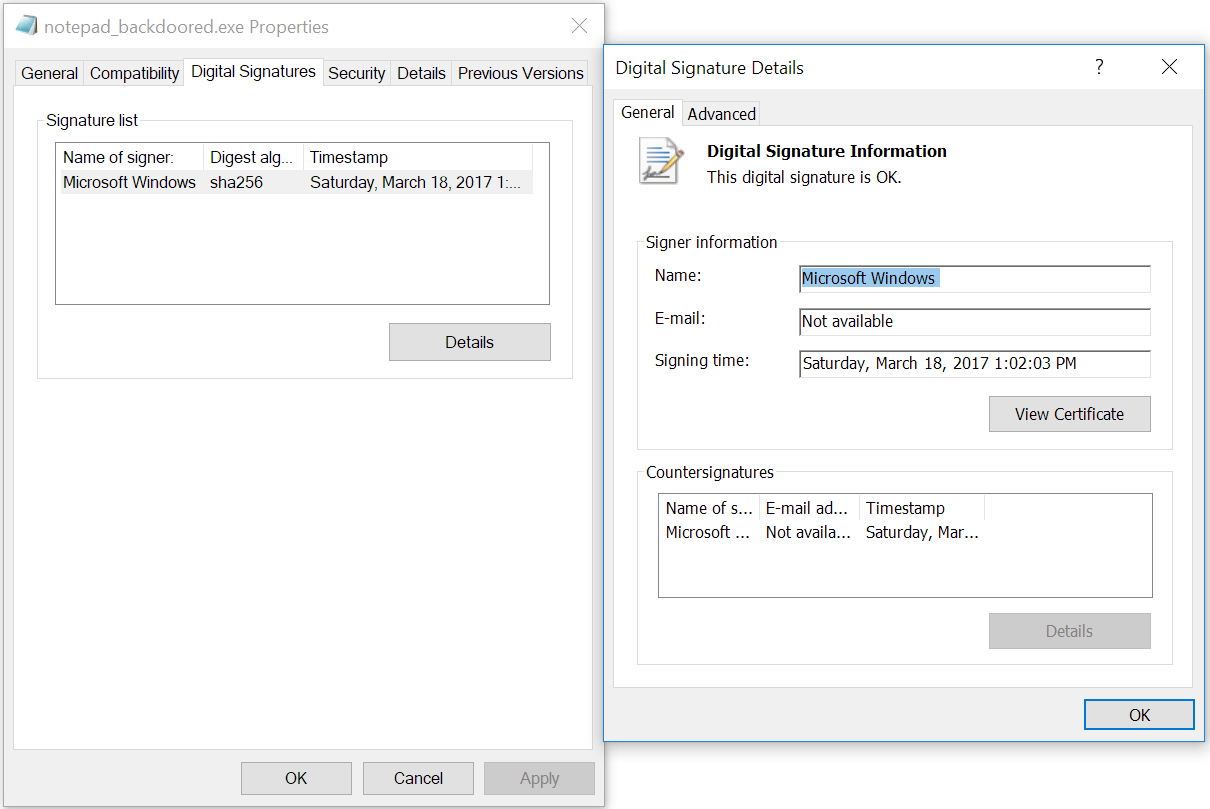 notepad_backdoored.exe Properties
General Compatibility Digital Signatures Security Details Previous Versions
Signature list
Name of signer: Digest alg... Timestamp
Microsoft Windows sha256 Saturday, March 18, 2017 1:...
Details
OK Cancel Apply
Digital Signature Details ?
General Advanced
Digital Signature Information
This digital signature is OK.
Signer information
Name: Microsoft Windows
E-mail: Not available
Signing time: Saturday, March 18, 2017 1:02:03 PM
View Certificate
Countersignatures
Name of s... E-mail ad... Timestamp
Microsoft ... Not availa... Saturday, Mar...
Details
OK